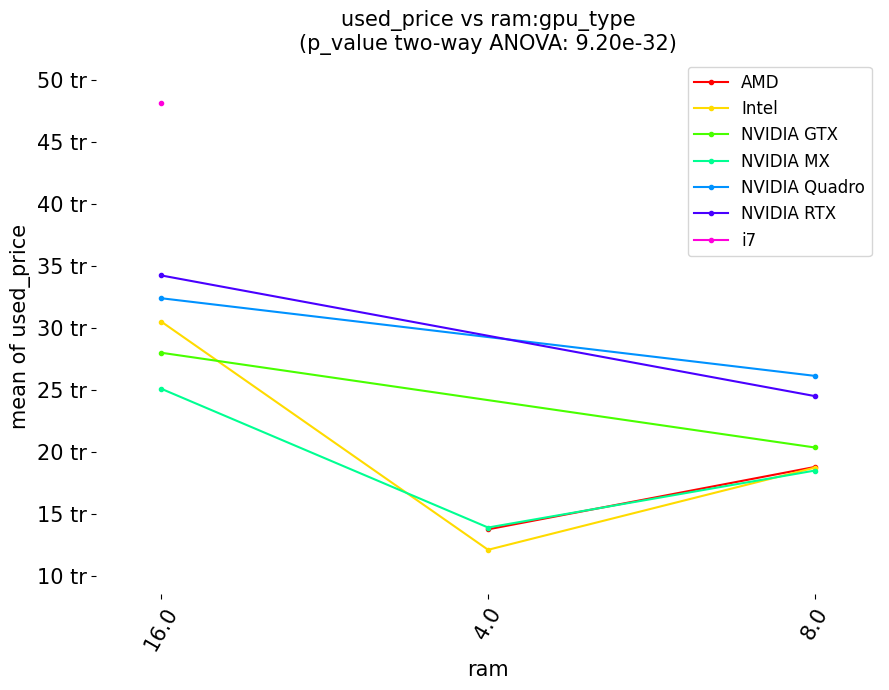 used_price vs ram:gpu_type
(p_value two-way ANOVA: 9.20e-32)
50 tr
45 tr
40 tr
35 tr
30 tr
25 tr
20 tr
15 tr
10 tr
mean of used_price
AMD
Intel
NVIDIA GTX
NVIDIA MX
NVIDIA Quadro
NVIDIA RTX
i7
16.0
4.0
8.0
ram